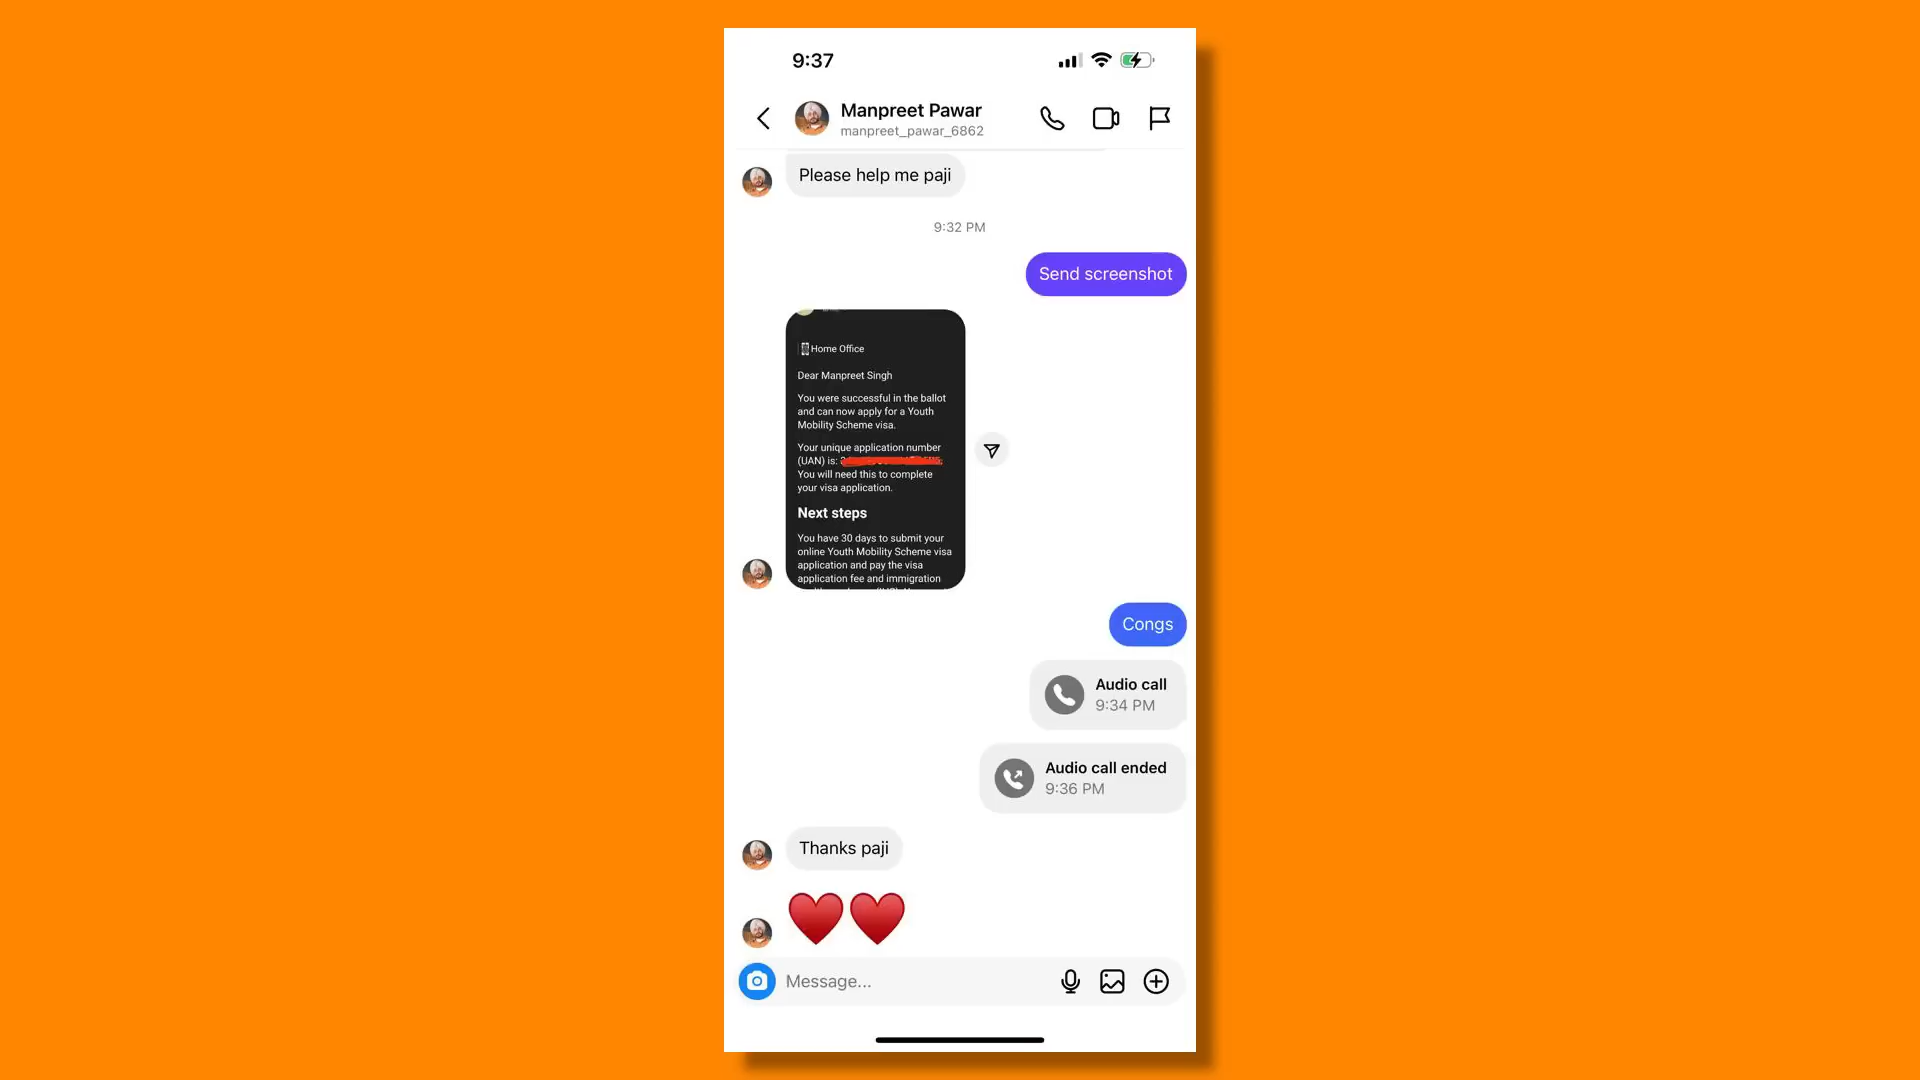 9:37
Manpreet Pawar
manpreet_pawar_6862
Please help me paji
9:32 PM
Send screenshot
Home Office
Dear Manpreet Singh
You were successful in the ballot
and can now apply for a Youth
Mobility Scheme visa.
Your unique application number
(UAN) is:
You will need this to complete
your visa application.
Next steps
You have 30 days to submit your
online Youth Mobility Scheme visa
application and pay the visa
application fee and immigration
Congs
Audio call
9:34 PM
Audio call ended
9:36 PM
Thanks paji
Message...